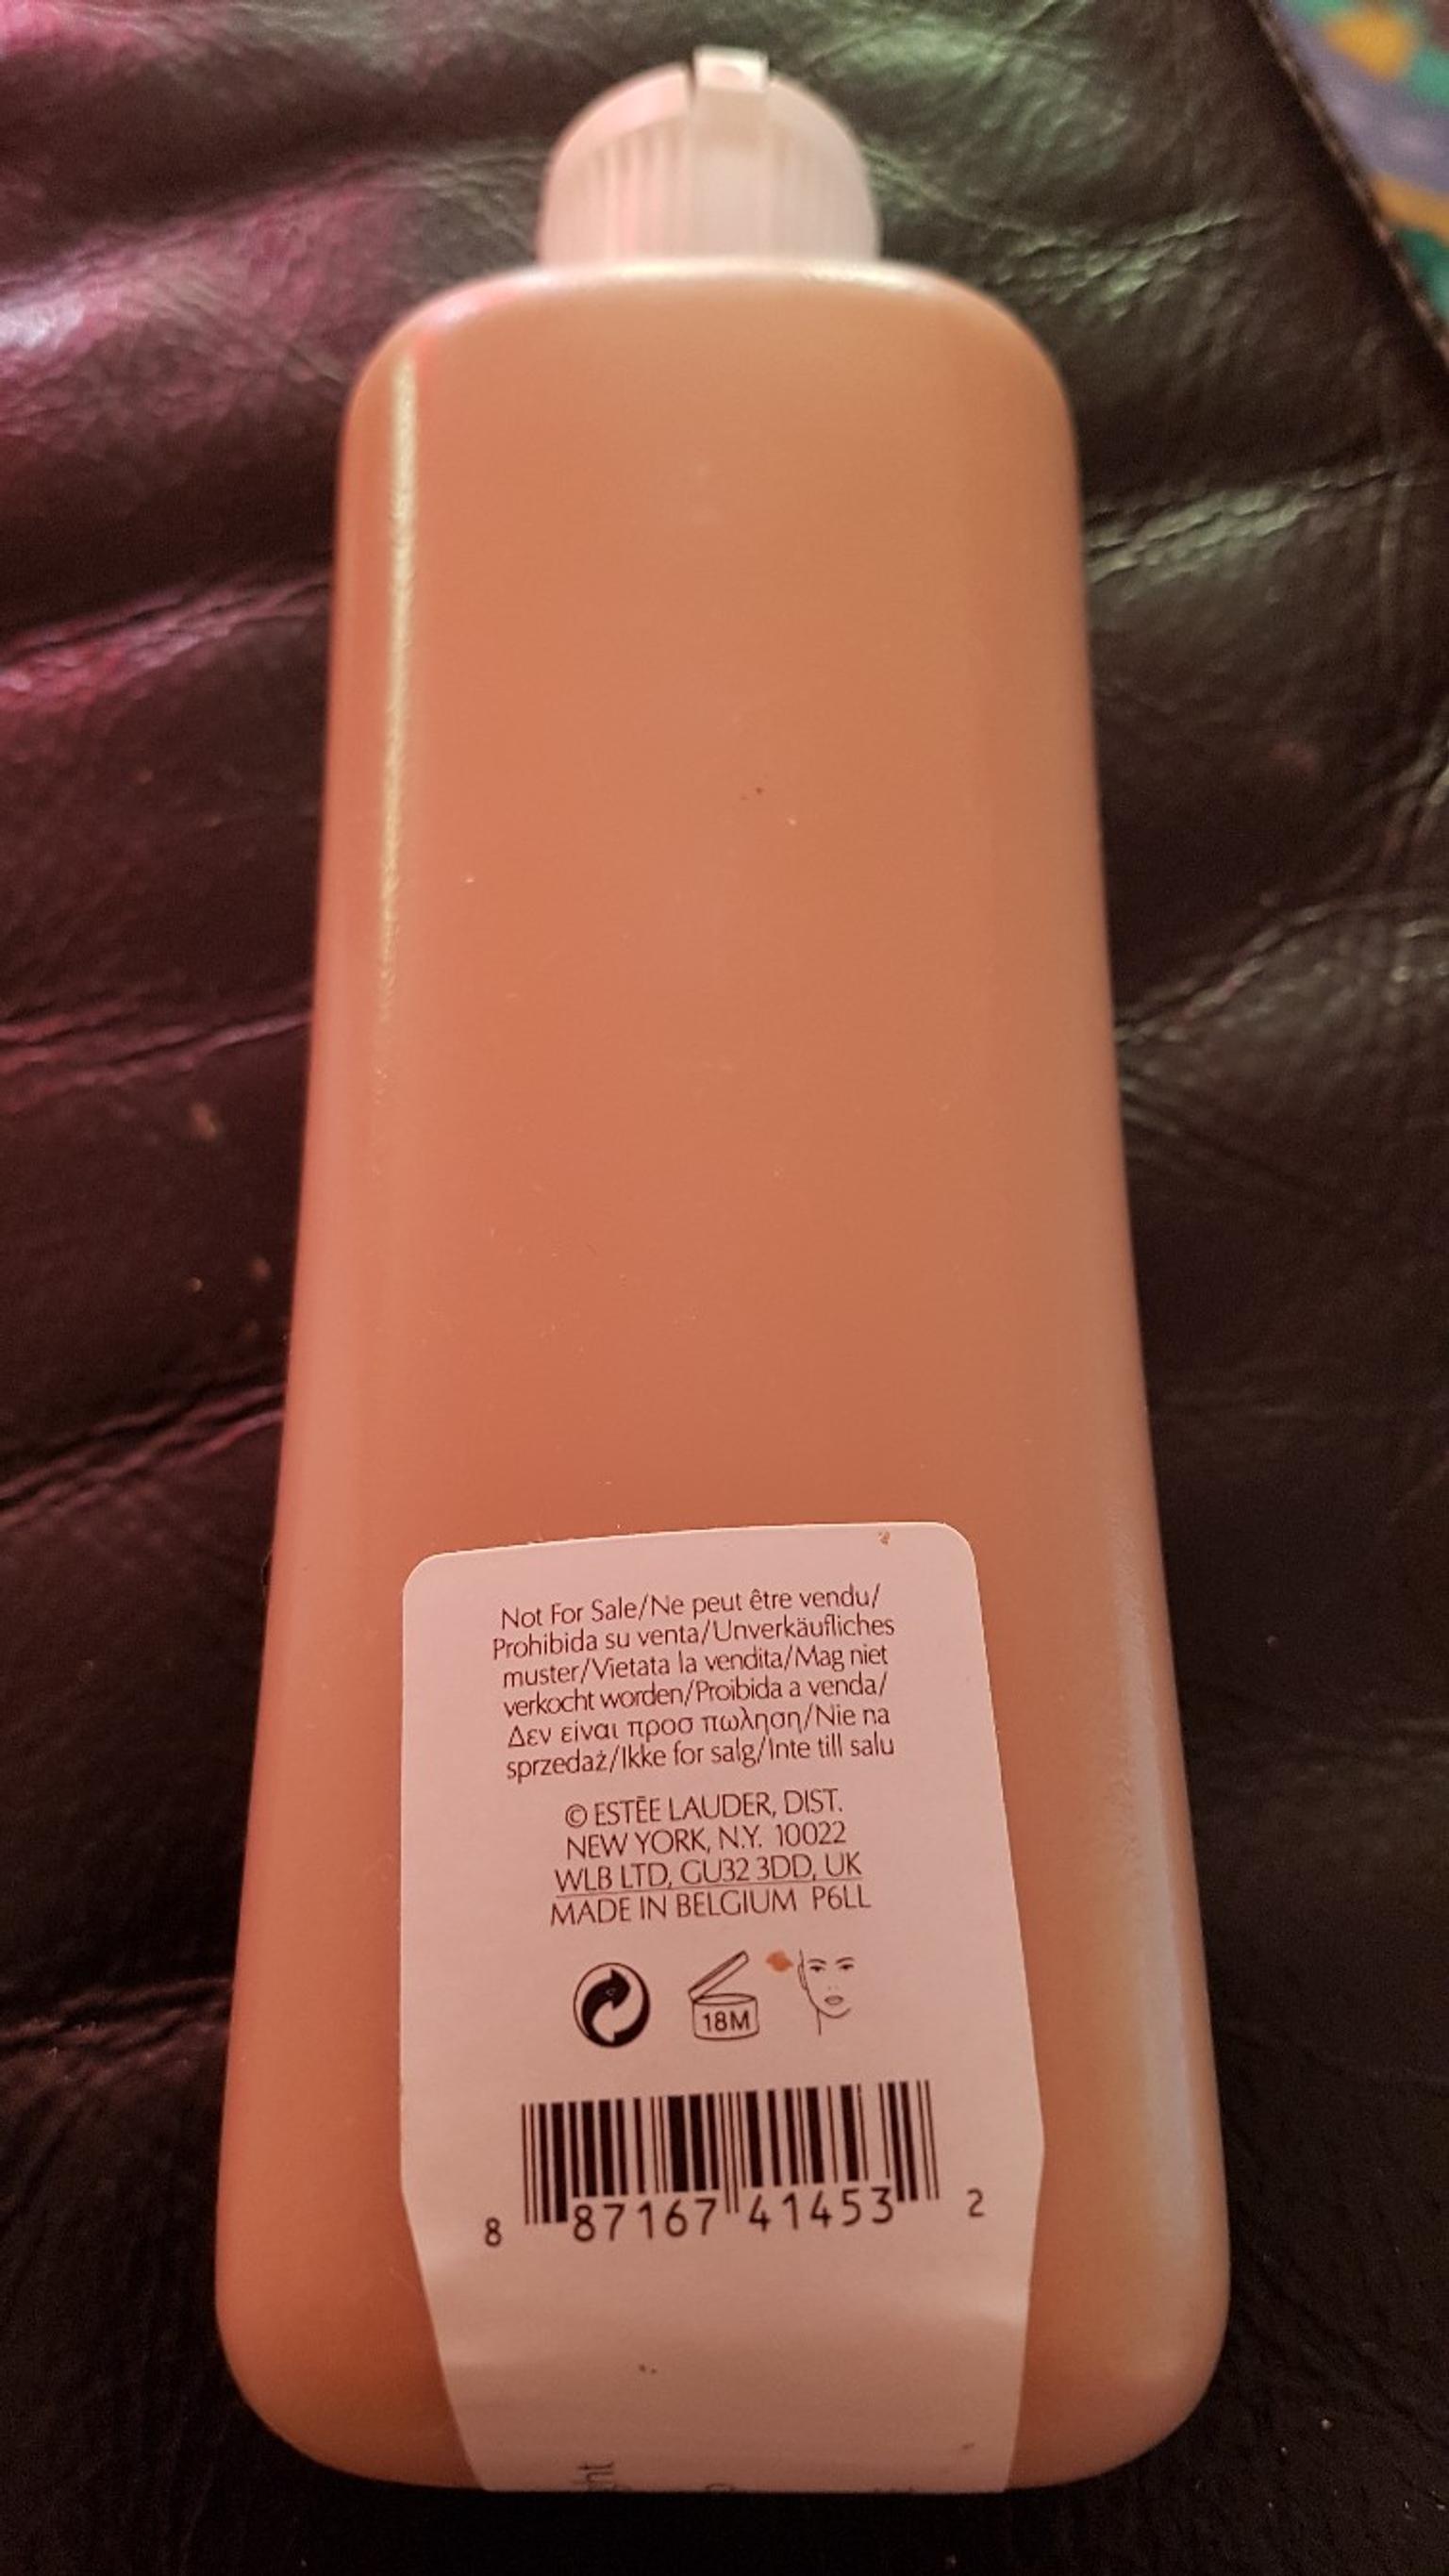 Not For Sale/Ne peut être vendu/
Prohibida su venta/Unverkäufliches
muster/Vietata la vendita/Mag niet
verkocht worden/Proibida a venda/
Δεν είναι προσ πωληση/Nie na
sprzedaż/Ikke for salg/Inte till salu
© ESTĒE LAUDER, DIST.
NEW YORK, N.Y. 10022
WLB LTD, GU32 3DD, UK
MADE IN BELGIUM P6LL
18M
8 87167 41453 2